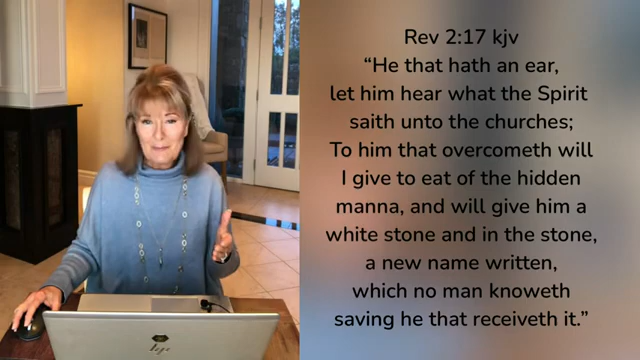 Rev 2:17 kjv
“He that hath an ear,
let him hear what the Spirit
saith unto the churches;
To him that overcometh will
I give to eat of the hidden
manna, and will give him a
white stone and in the stone,
a new name written,
which no man knoweth
saving he that receiveth it.”